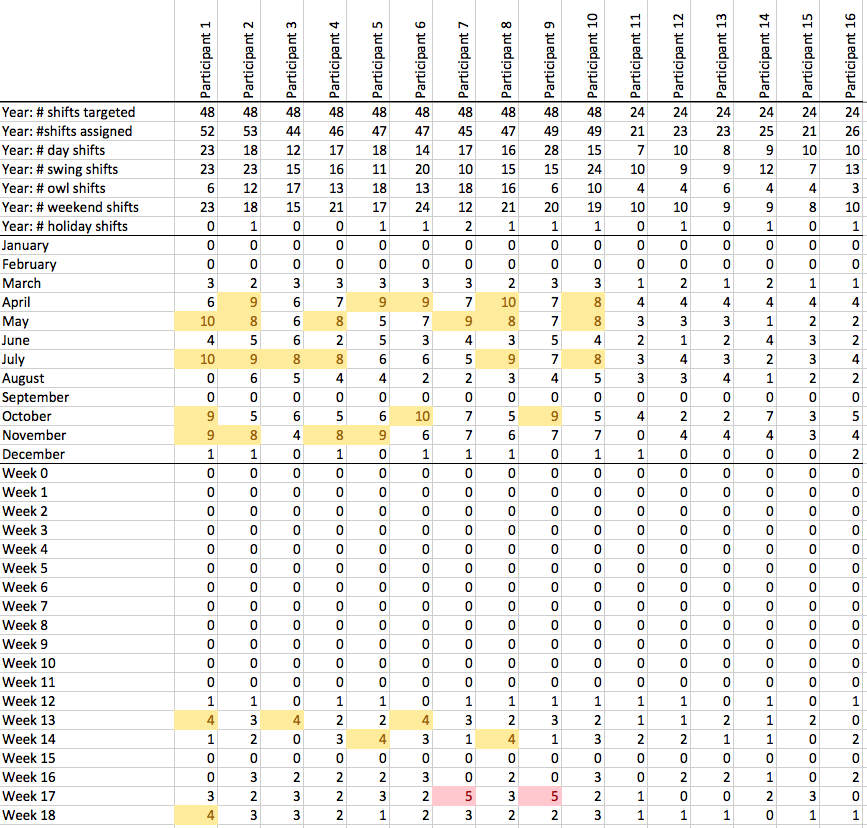 Participant 1 Participant 2 Participant 3 Participant 4 Participant 5 Participant 6 Participant 7 Participant 8 Participant 9 Participant 10 Participant 11 Participant 12 Participant 13 Participant 14 Participant 15 Participant 16
Year: # shifts targeted 48 48 48 48 48 48 48 48 48 48 24 24 24 24 24 24
Year: #shifts assigned 52 53 44 46 47 47 45 47 49 49 21 23 23 25 21 26
Year: # day shifts 23 18 12 17 18 14 17 16 28 15 7 10 8 9 10 10
Year: # swing shifts 23 23 15 16 11 20 10 15 15 24 10 9 9 12 7 13
Year: # owl shifts 6 12 17 13 18 13 18 16 6 10 4 4 6 4 4 3
Year: # weekend shifts 23 18 15 21 17 24 12 21 20 19 10 10 9 9 8 10
Year: # holiday shifts 0 1 0 0 1 1 2 1 1 1 0 1 0 1 0 1
January 0 0 0 0 0 0 0 0 0 0 0 0 0 0 0 0
February 0 0 0 0 0 0 0 0 0 0 0 0 0 0 0 0
March 3 2 3 3 3 3 3 2 3 3 1 2 1 2 1 1
April 6 9 6 7 9 9 7 10 7 8 4 4 4 4 4 4
May 10 8 6 8 5 7 9 8 7 8 3 3 3 1 2 2
June 4 5 6 2 5 3 4 3 5 4 2 1 2 4 3 2
July 10 9 8 8 6 6 5 9 7 8 3 4 3 2 3 4
August 0 6 5 4 4 2 2 3 4 5 3 3 4 1 2 2
September 0 0 0 0 0 0 0 0 0 0 0 0 0 0 0 0
October 9 5 6 5 6 10 7 5 9 5 4 2 2 7 3 5
November 9 8 4 8 9 6 7 6 7 7 0 4 4 4 3 4
December 1 1 0 1 0 1 1 1 0 1 1 0 0 0 0 2
Week 0 0 0 0 0 0 0 0 0 0 0 0 0 0 0 0 0
Week 1 0 0 0 0 0 0 0 0 0 0 0 0 0 0 0 0
Week 2 0 0 0 0 0 0 0 0 0 0 0 0 0 0 0 0
Week 3 0 0 0 0 0 0 0 0 0 0 0 0 0 0 0 0
Week 4 0 0 0 0 0 0 0 0 0 0 0 0 0 0 0 0
Week 5 0 0 0 0 0 0 0 0 0 0 0 0 0 0 0 0
Week 6 0 0 0 0 0 0 0 0 0 0 0 0 0 0 0 0
Week 7 0 0 0 0 0 0 0 0 0 0 0 0 0 0 0 0
Week 8 0 0 0 0 0 0 0 0 0 0 0 0 0 0 0 0
Week 9 0 0 0 0 0 0 0 0 0 0 0 0 0 0 0 0
Week 10 0 0 0 0 0 0 0 0 0 0 0 0 0 0 0 0
Week 11 0 0 0 0 0 0 0 0 0 0 0 0 0 0 0 0
Week 12 1 1 0 1 1 0 1 1 1 1 1 1 0 1 0 1
Week 13 4 3 4 2 2 4 3 2 3 2 1 1 2 1 2 0
Week 14 1 2 0 3 4 3 1 4 1 3 2 2 1 1 0 2
Week 15 0 0 0 0 0 0 0 0 0 0 0 0 0 0 0 0
Week 16 0 3 2 2 2 3 0 2 0 3 0 2 2 1 0 2
Week 17 3 2 3 2 3 2 5 3 5 2 1 0 0 2 3 0
Week 18 4 3 3 2 1 2 3 2 2 3 1 1 1 0 1 1